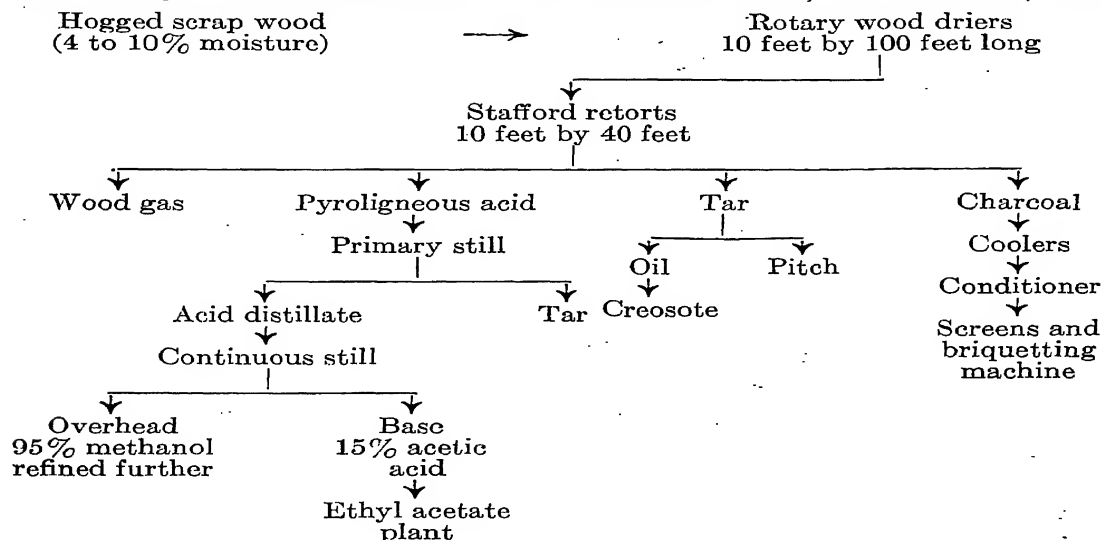 Hogged scrap wood
(4 to 10% moisture)
Rotary wood driers
10 feet by 100 feet long
Stafford retorts
10 feet by 40 feet
Wood gas
Pyroligneous acid
Tar
Charcoal
Primary still
Oil
Pitch
Coolers
Creosote
Conditioner
Acid distillate
Tar
Screens and
briquetting
machine
Continuous still
Overhead
95% methanol
refined further
Base
15% acetic
acid
Ethyl acetate
plant